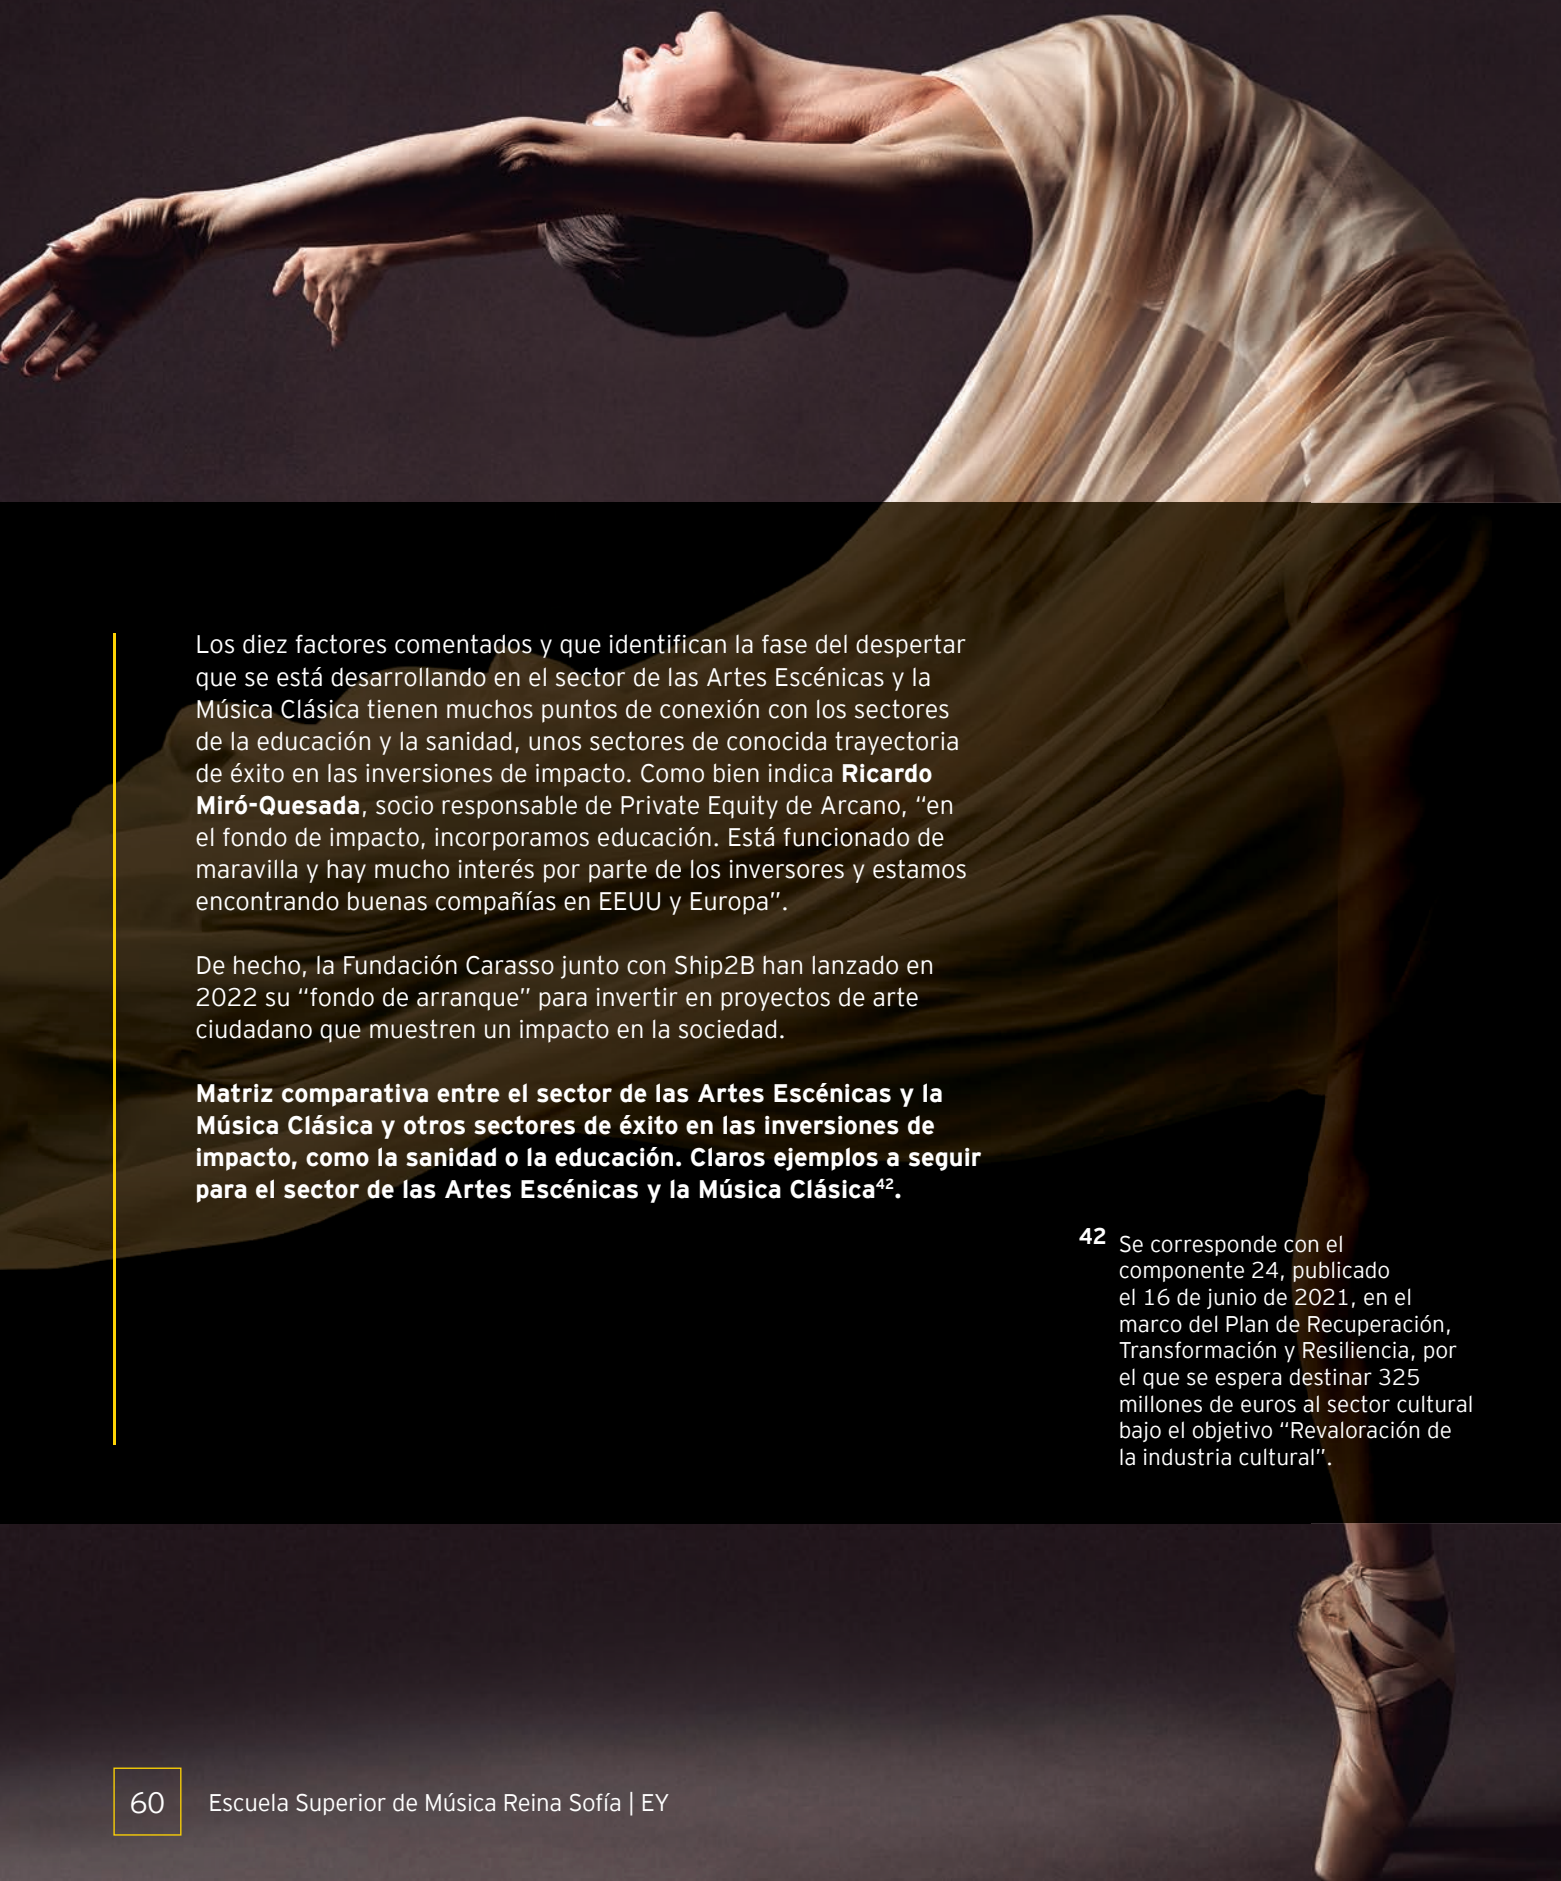 Los diez factores comentados y que identifican la fase del despertar
que se está desarrollando en el sector de las Artes Escénicas y la
Música Clásica tienen muchos puntos de conexión con los sectores
de la educación y la sanidad, unos sectores de conocida trayectoria
de éxito en las inversiones de impacto. Como bien indica Ricardo
Miró-Quesada, socio responsable de Private Equity de Arcano, “en
el fondo de impacto, incorporamos educación. Está funcionado de
maravilla y hay mucho interés por parte de los inversores y estamos
encontrando buenas compañías en EEUU y Europa”.
De hecho, la Fundación Carasso junto con Ship2B han lanzado en
2022 su “fondo de arranque” para invertir en proyectos de arte
ciudadano que muestren un impacto en la sociedad.
Matriz comparativa entre el sector de las Artes Escénicas y la
Música Clásica y otros sectores de éxito en las inversiones de
impacto, como la sanidad o la educación. Claros ejemplos a seguir
para el sector de las Artes Escénicas y la Música Clásica⁴².
42 Se corresponde con el
componente 24, publicado
el 16 de junio de 2021, en el
marco del Plan de Recuperación,
Transformación y Resiliencia, por
el que se espera destinar 325
millones de euros al sector cultural
bajo el objetivo “Revaloración de
la industria cultural”.
60 Escuela Superior de Música Reina Sofía | EY